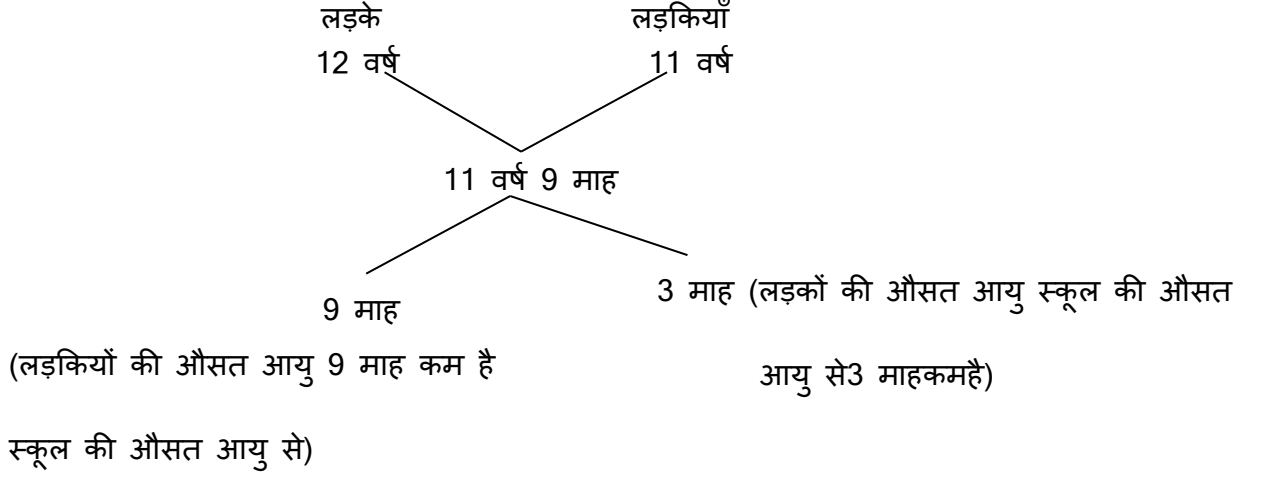 लड़के लड़कियाँ
12 वर्ष 11 वर्ष
11 वर्ष 9 माह
9 माह
3 माह (लड़कों की औसत आयु स्कूल की औसत
आयु से3 माहकमहै)
(लड़कियों की औसत आयु 9 माह कम है
स्कूल की औसत आयु से)